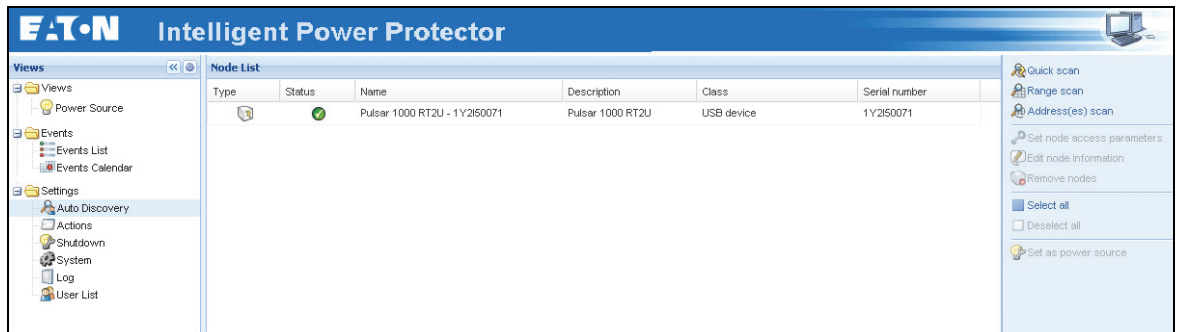 EATON Intelligent Power Protector
Views
Views
Power Source
Events
Events List
Events Calendar
Settings
Auto Discovery
Actions
Shutdown
System
Log
User List
Node List
Type Status Name Description Class Serial number
Pulsar 1000 RT2U - 1Y2I50071 Pulsar 1000 RT2U USB device 1Y2I50071
Quick scan
Range scan
Address(es) scan
Set node access parameters
Edit node information
Remove nodes
Select all
Deselect all
Set as power source